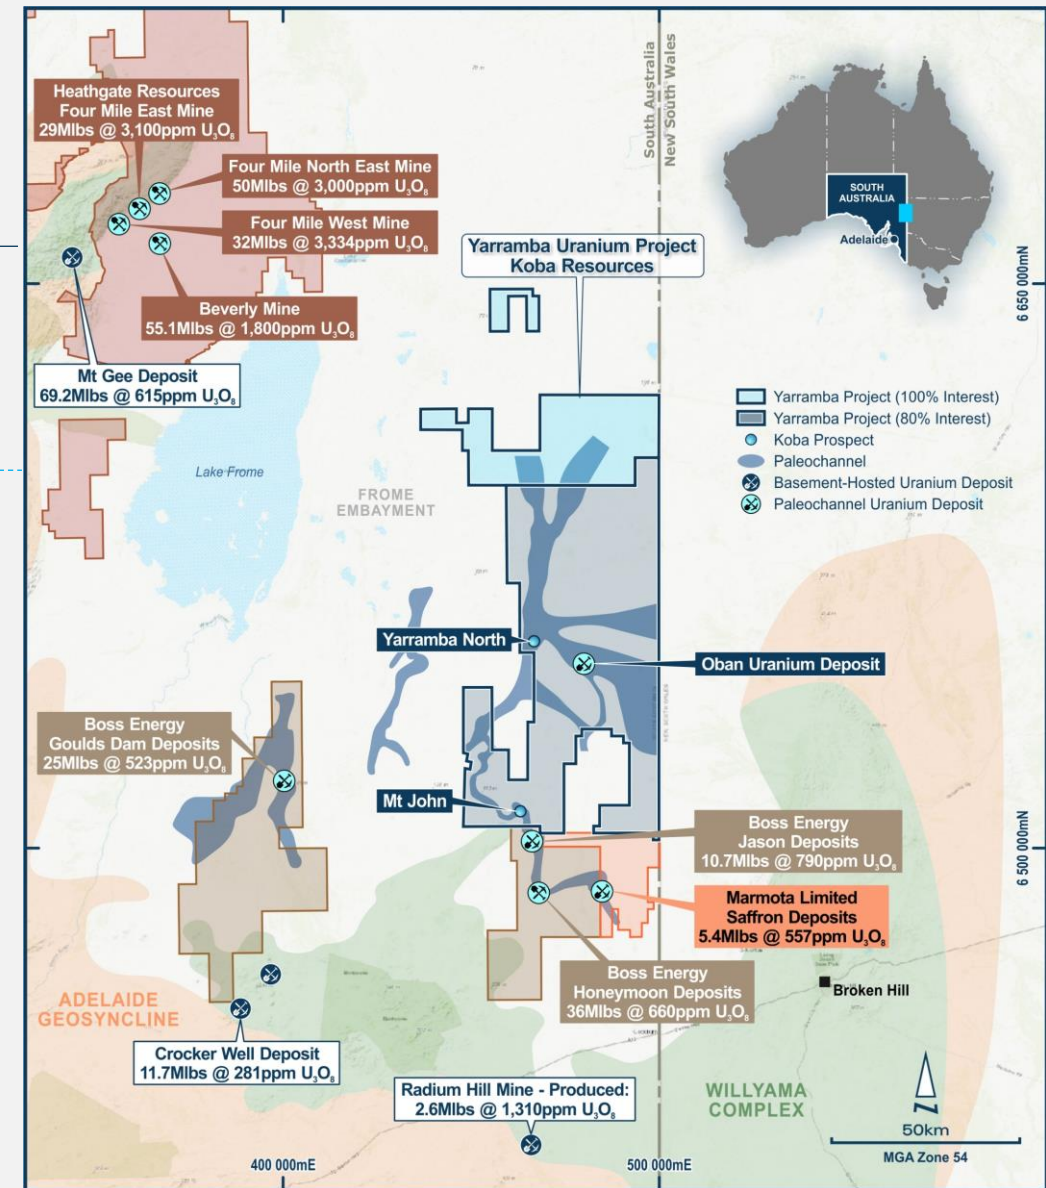 South Australia
New South Wales
Heathgate Resources
Four Mile East Mine
29Mlbs @ 3,100ppm U₃O₈
Four Mile North East Mine
50Mlbs @ 3,000ppm U₃O₈
Four Mile West Mine
32Mlbs @ 3,334ppm U₃O₈
Beverly Mine
55.1Mlbs @ 1,800ppm U₃O₈
Mt Gee Deposit
69.2Mlbs @ 615ppm U₃O₈
Yarramba Uranium Project
Koba Resources
SOUTH
AUSTRALIA
Adelaide
6 650 000mN
Yarramba Project (100% Interest)
Yarramba Project (80% Interest)
Koba Prospect
Paleochannel
Basement-Hosted Uranium Deposit
Paleochannel Uranium Deposit
Lake Frome
FROME
EMBAYMENT
Yarramba North
Oban Uranium Deposit
Boss Energy
Goulds Dam Deposits
25Mlbs @ 523ppm U₃O₈
Mt John
Boss Energy
Jason Deposits
10.7Mlbs @ 790ppm U₃O₈
6 500 000mN
Marmota Limited
Saffron Deposits
5.4Mlbs @ 557ppm U₃O₈
Boss Energy
Honeymoon Deposits
36Mlbs @ 660ppm U₃O₈
Broken Hill
ADELAIDE
GEOSYNCLINE
Crocker Well Deposit
11.7Mlbs @ 281ppm U₃O₈
Radium Hill Mine - Produced:
2.6Mlbs @ 1,310ppm U₃O₈
WILLYAMA
COMPLEX
N
50km
MGA Zone 54
400 000mE
500 000mE